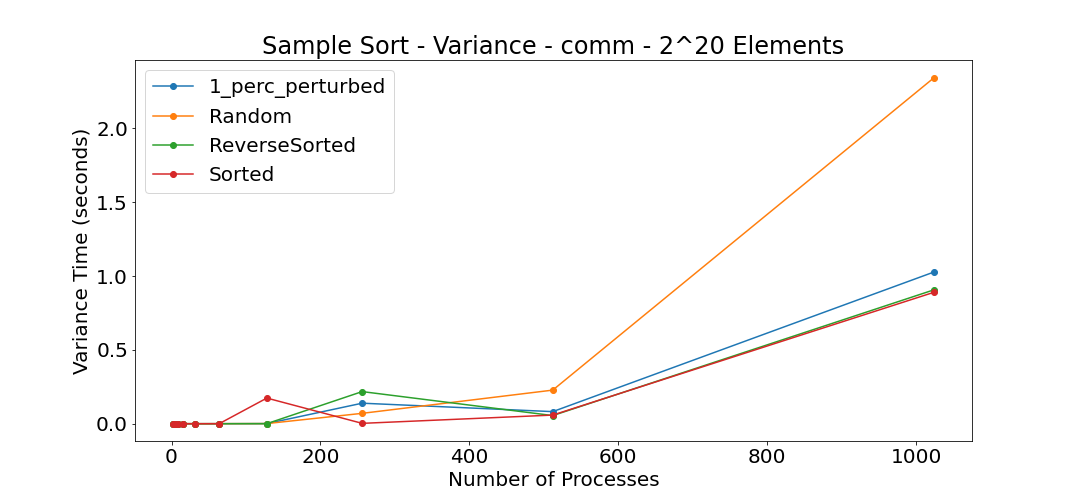 Sample Sort - Variance - comm - 2^20 Elements
1_perc_perturbed
Random
ReverseSorted
Sorted
Variance Time (seconds)
2.0
1.5
1.0
0.5
0.0
0 200 400 600 800 1000
Number of Processes